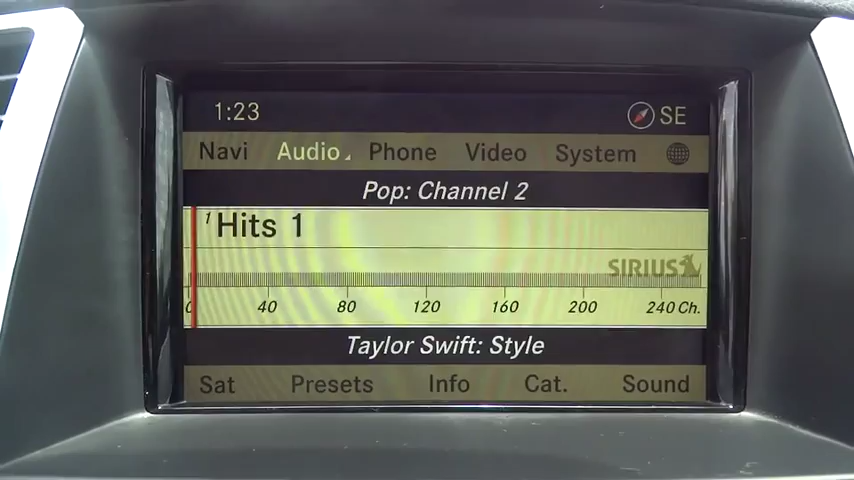 1:23 SE
Navi Audio Phone Video System
Pop: Channel 2
1 Hits 1
SIRIUS
0 40 80 120 160 200 240 Ch.
Taylor Swift: Style
Sat Presets Info Cat. Sound